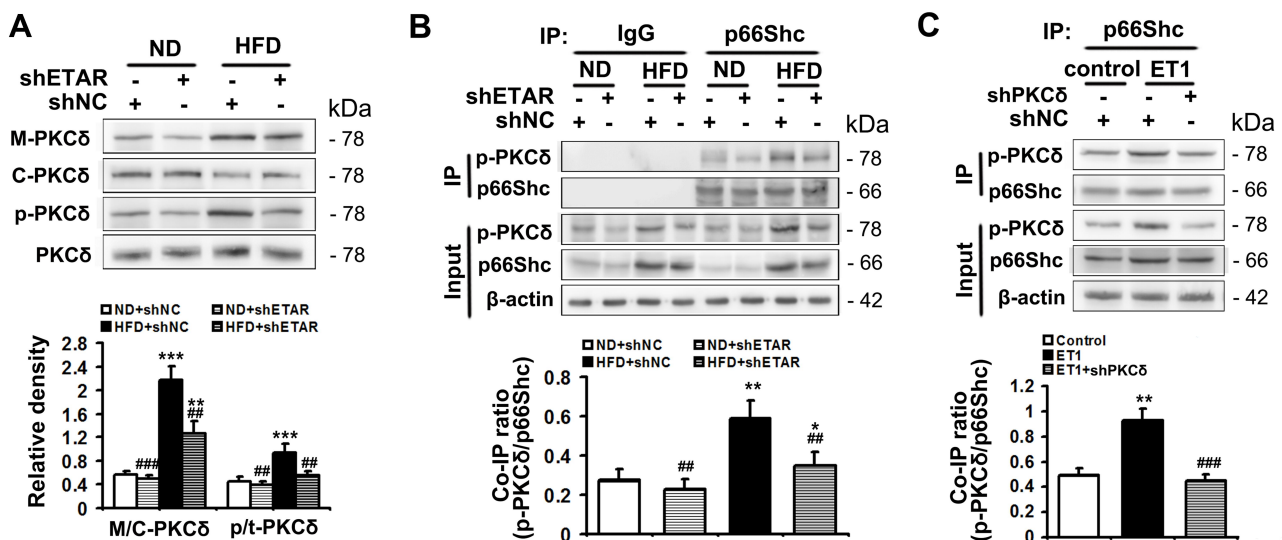 A
ND HFD
shETAR - + - +
shNC + - + -
kDa
M-PKCδ - 78
C-PKCδ - 78
p-PKCδ - 78
PKCδ - 78
ND+shNC ND+shETAR
HFD+shNC HFD+shETAR
Relative density
2.8
2.4
2
1.6
1.2
0.8
0.4
0
###
***
**
##
##
***
##
M/C-PKCδ p/t-PKCδ
B
IP: IgG p66Shc
ND HFD ND HFD
shETAR - + - + - + - +
shNC + - + - + - + -
kDa
IP
p-PKCδ - 78
p66Shc - 66
Input
p-PKCδ - 78
p66Shc - 66
β-actin - 42
ND+shNC ND+shETAR
HFD+shNC HFD+shETAR
Co-IP ratio
(p-PKCδ/p66Shc)
0.8
0.6
0.4
0.2
0
##
**
*
##
C
IP: p66Shc
control ET1
shPKCδ - - +
shNC + + -
kDa
IP
p-PKCδ - 78
p66Shc - 66
Input
p-PKCδ - 78
p66Shc - 66
β-actin - 42
Control
ET1
ET1+shPKCδ
Co-IP ratio
(p-PKCδ/p66Shc)
1.2
1
0.8
0.6
0.4
0.2
0
**
###